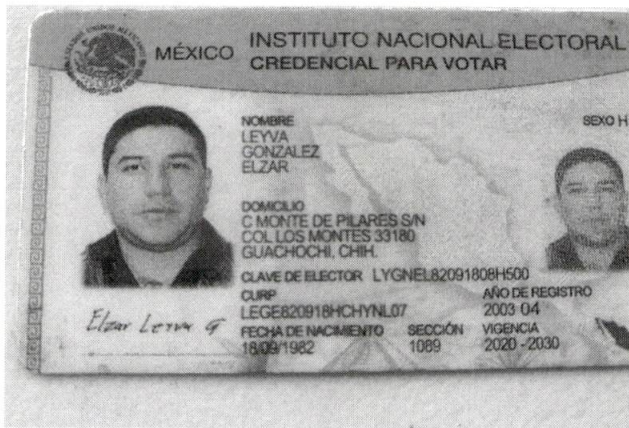 MÉXICO
INSTITUTO NACIONAL ELECTORAL
CREDENCIAL PARA VOTAR
NOMBRE
LEYVA
GONZALEZ
ELZAR
SEXO H
DOMICILIO
C MONTE DE PILARES S/N
COL LOS MONTES 33180
GUACHOCHI, CHIH.
CLAVE DE ELECTOR LYGNEL82091808H500
CURP
LEGE820918HCHYNL07
AÑO DE REGISTRO
2003 04
FECHA DE NACIMIENTO
18/09/1982
SECCIÓN
1089
VIGENCIA
2020 - 2030
Elzar Leyva G